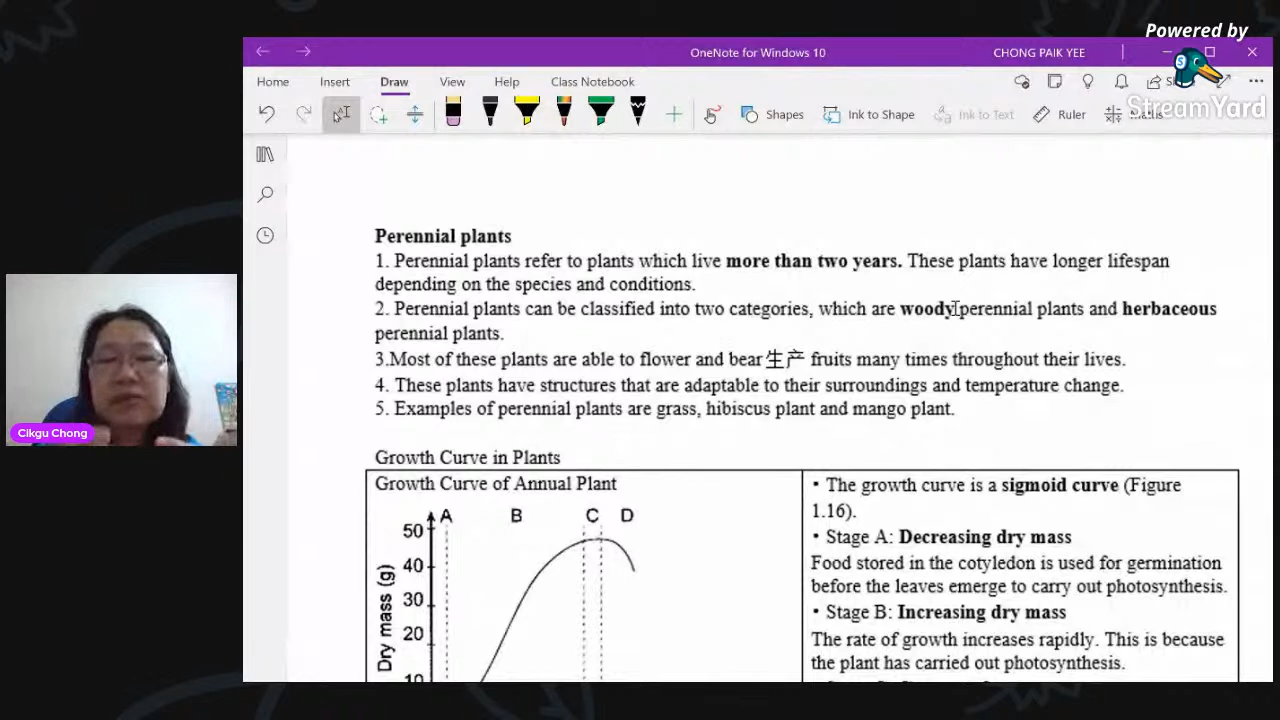 Powered by
StreamYard
OneNote for Windows 10
CHONG PAIK YEE
Home Insert Draw View Help Class Notebook
Shapes Ink to Shape Ink to Text Ruler Maths
Perennial plants
1. Perennial plants refer to plants which live more than two years. These plants have longer lifespan
depending on the species and conditions.
2. Perennial plants can be classified into two categories, which are woody perennial plants and herbaceous
perennial plants.
3.Most of these plants are able to flower and bear生产 fruits many times throughout their lives.
4. These plants have structures that are adaptable to their surroundings and temperature change.
5. Examples of perennial plants are grass, hibiscus plant and mango plant.
Cikgu Chong
Growth Curve in Plants
Growth Curve of Annual Plant
A B C D
50
40
30
20
10
Dry mass (g)
• The growth curve is a sigmoid curve (Figure
1.16).
• Stage A: Decreasing dry mass
Food stored in the cotyledon is used for germination
before the leaves emerge to carry out photosynthesis.
• Stage B: Increasing dry mass
The rate of growth increases rapidly. This is because
the plant has carried out photosynthesis.